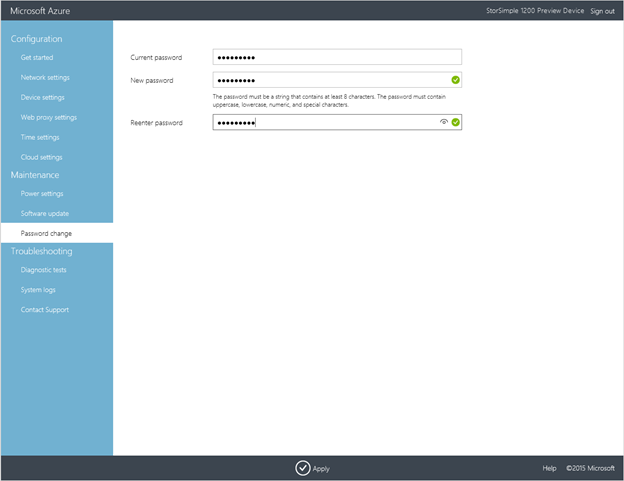 Microsoft Azure
StorSimple 1200 Preview Device Sign out
Configuration
Get started
Network settings
Device settings
Web proxy settings
Time settings
Cloud settings
Maintenance
Power settings
Software update
Password change
Troubleshooting
Diagnostic tests
System logs
Contact Support
Current password
New password
The password must be a string that contains at least 8 characters. The password must contain
uppercase, lowercase, numeric, and special characters.
Reenter password
Apply
Help ©2015 Microsoft